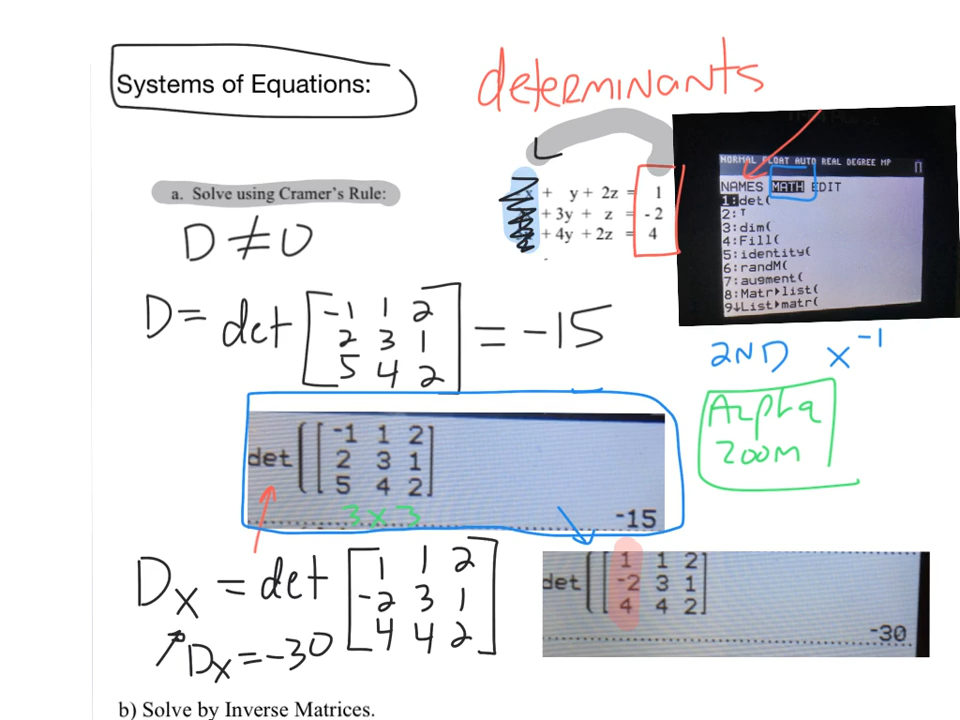 Systems of Equations:
determinants
a. Solve using Cramer's Rule:
+ y + 2z = 1
+ 3y + z = -2
+ 4y + 2z = 4
D ≠ 0
NORMAL FLOAT AUTO REAL DEGREE MP
NAMES MATH EDIT
1:det(
2:ᵀ
3:dim(
4:Fill(
5:identity(
6:randM(
7:augment(
8:Matr▸list(
9↓List▸matr(
D = det [-1 1 2
2 3 1
5 4 2] = -15
2ND x⁻¹
Alpha
ZOOM
det([[-1 1 2]
[2 3 1]
[5 4 2]]
3x3
-15
Dx = det [1 1 2
-2 3 1
4 4 2]
Dx = -30
det([[1 1 2]
[-2 3 1]
[4 4 2]]
-30
b) Solve by Inverse Matrices.